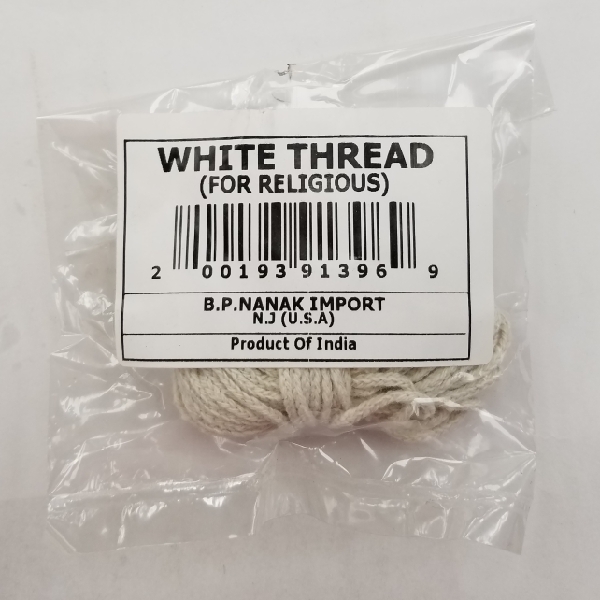 WHITE THREAD
(FOR RELIGIOUS)
2 00193 91396 9
B.P.NANAK IMPORT
N.J (U.S.A)
Product Of India